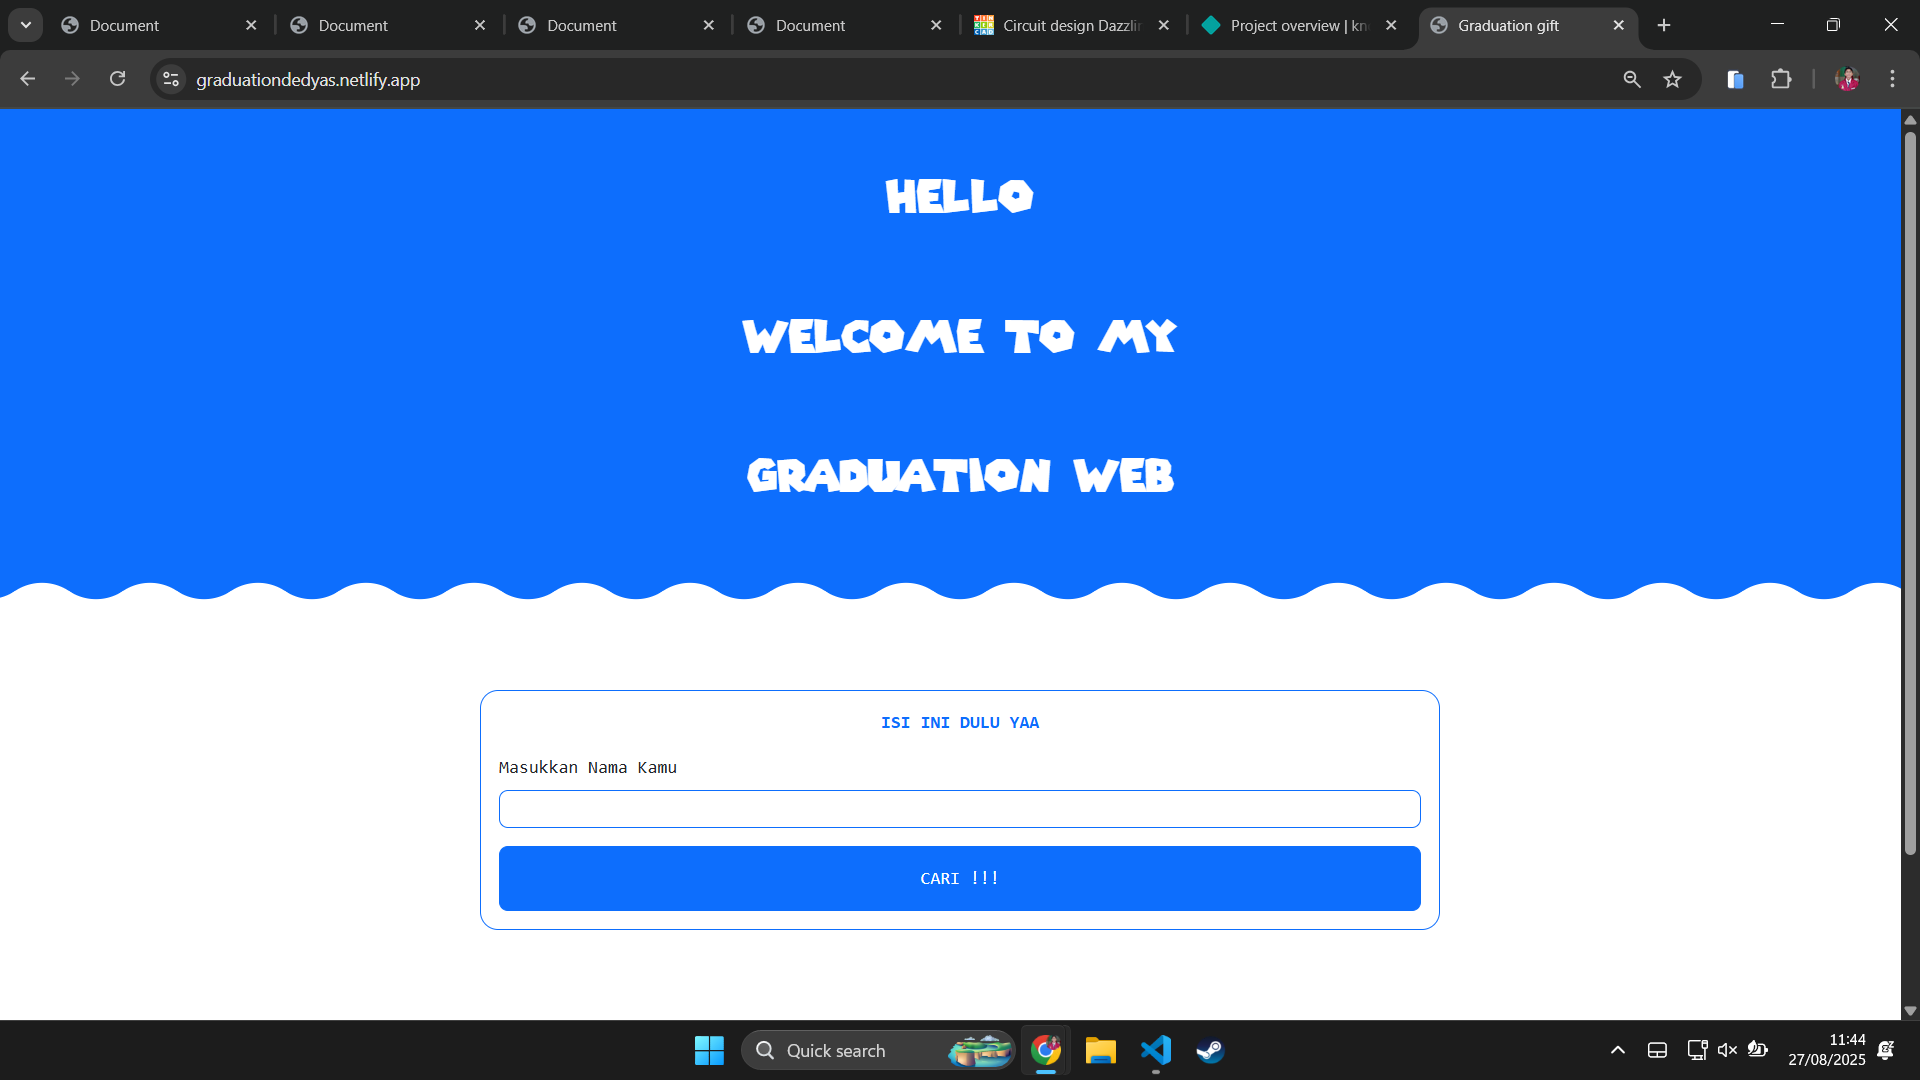 Document
Document
Document
Document
Circuit design Dazzlin
Project overview | kn
Graduation gift
graduationdedyas.netlify.app
HELLO
WELCOME TO MY
GRADUATION WEB
ISI INI DULU YAA
Masukkan Nama Kamu
CARI !!!
Quick search
11:44
27/08/2025